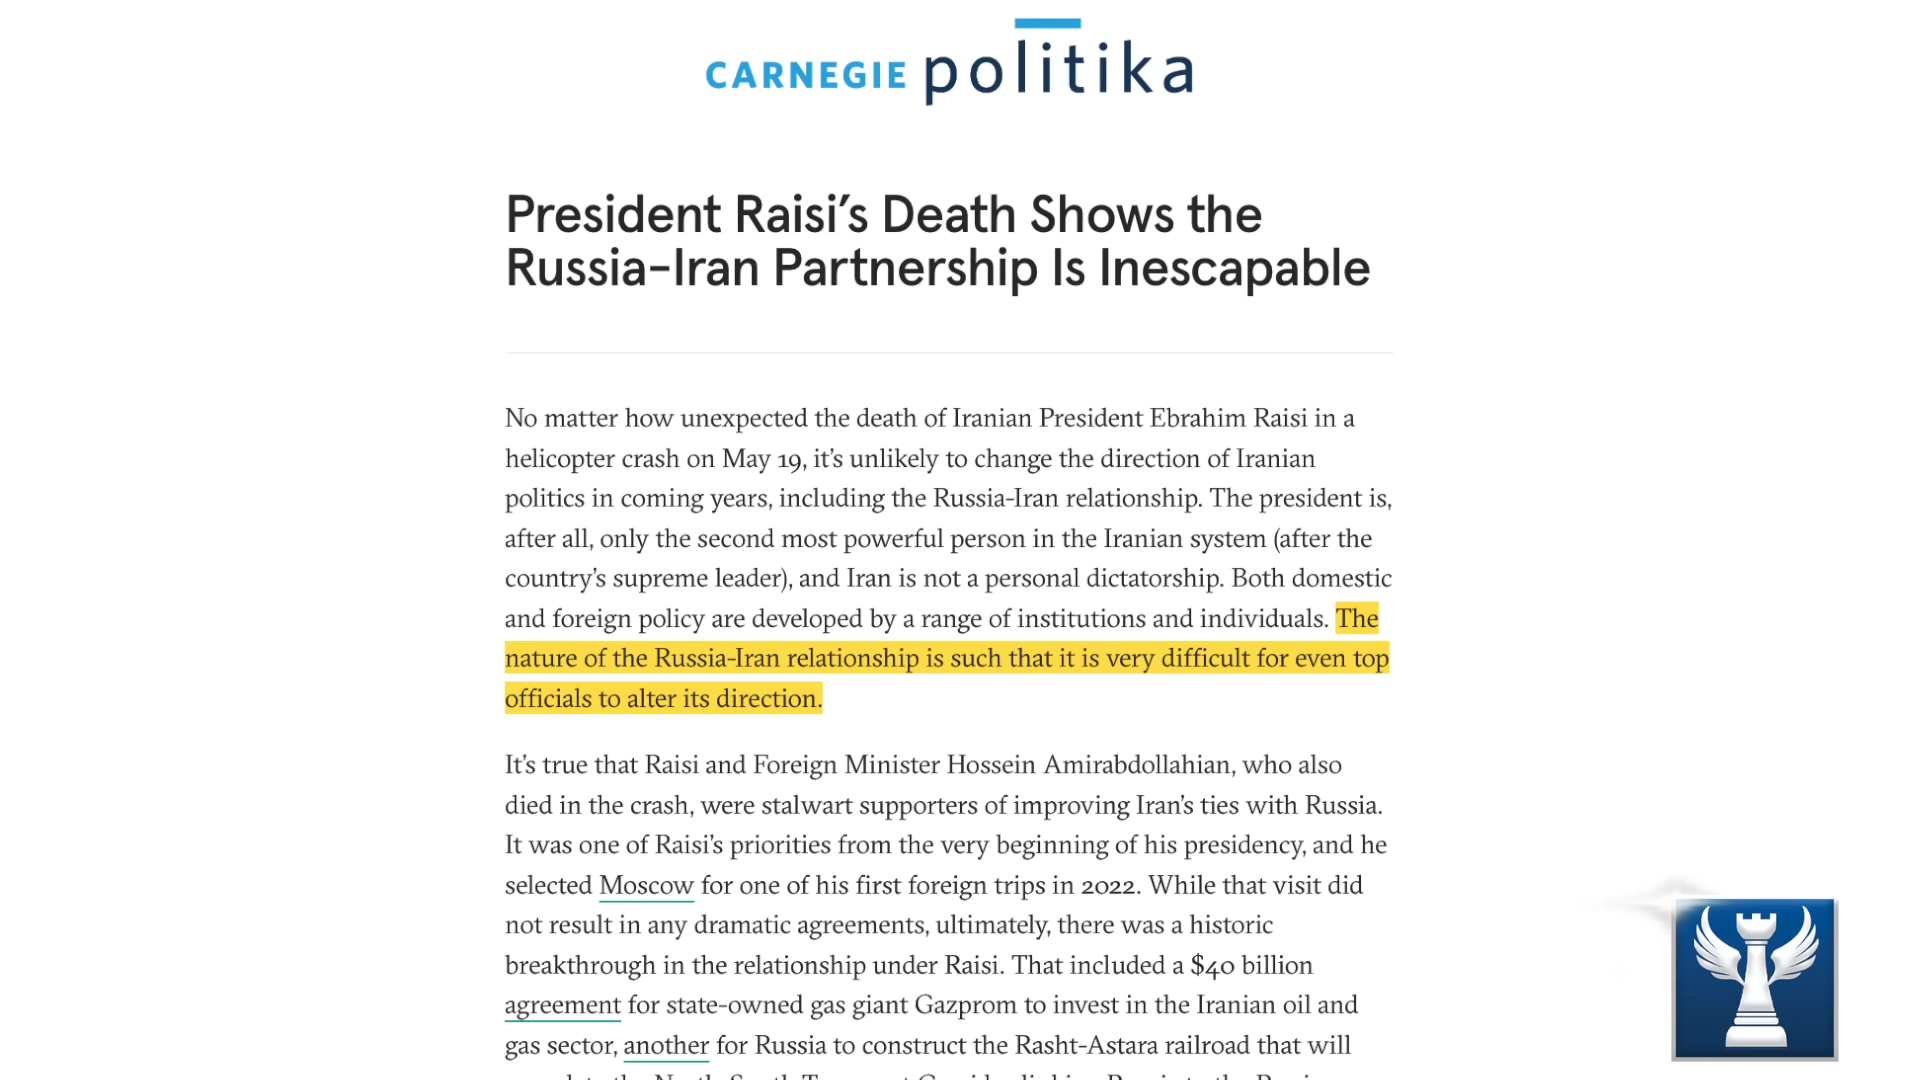 CARNEGIE politika
President Raisi’s Death Shows the
Russia–Iran Partnership Is Inescapable
No matter how unexpected the death of Iranian President Ebrahim Raisi in a
helicopter crash on May 19, it’s unlikely to change the direction of Iranian
politics in coming years, including the Russia-Iran relationship. The president is,
after all, only the second most powerful person in the Iranian system (after the
country’s supreme leader), and Iran is not a personal dictatorship. Both domestic
and foreign policy are developed by a range of institutions and individuals. The
nature of the Russia-Iran relationship is such that it is very difficult for even top
officials to alter its direction.
It’s true that Raisi and Foreign Minister Hossein Amirabdollahian, who also
died in the crash, were stalwart supporters of improving Iran’s ties with Russia.
It was one of Raisi’s priorities from the very beginning of his presidency, and he
selected Moscow for one of his first foreign trips in 2022. While that visit did
not result in any dramatic agreements, ultimately, there was a historic
breakthrough in the relationship under Raisi. That included a $40 billion
agreement for state-owned gas giant Gazprom to invest in the Iranian oil and
gas sector, another for Russia to construct the Rasht-Astara railroad that will